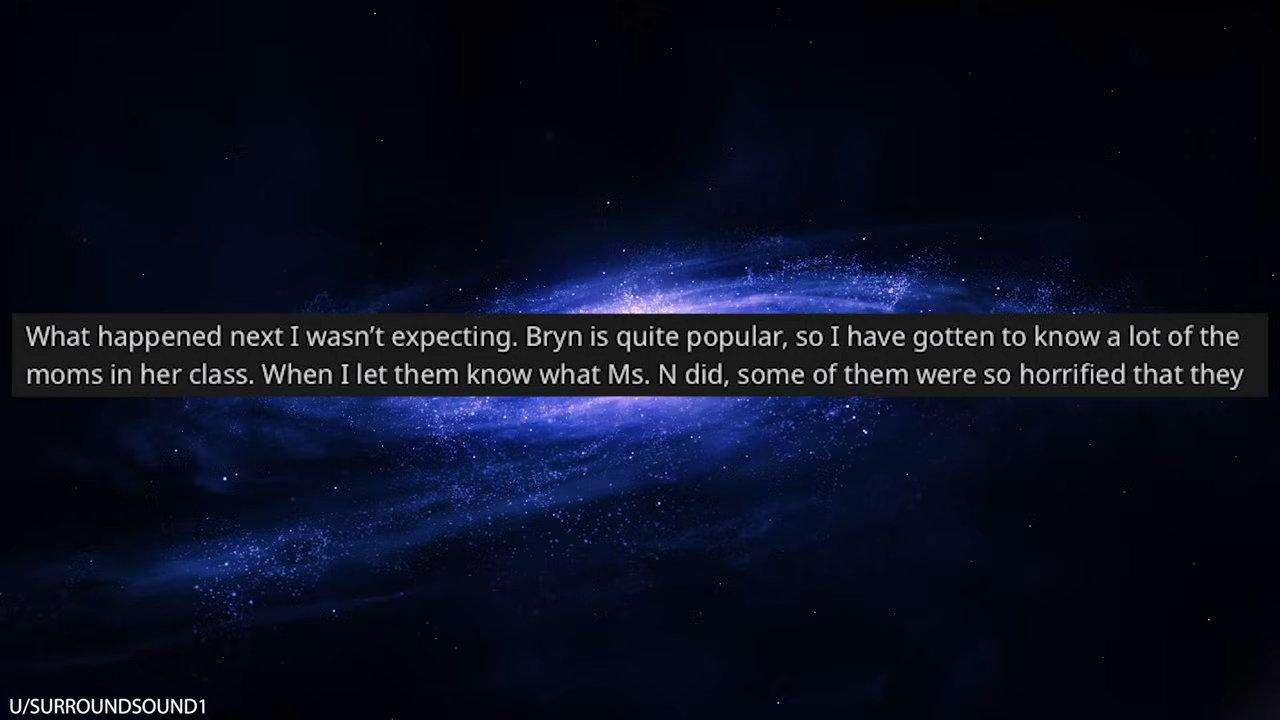 What happened next I wasn’t expecting. Bryn is quite popular, so I have gotten to know a lot of the
moms in her class. When I let them know what Ms. N did, some of them were so horrified that they
U/SURROUNDSOUND1